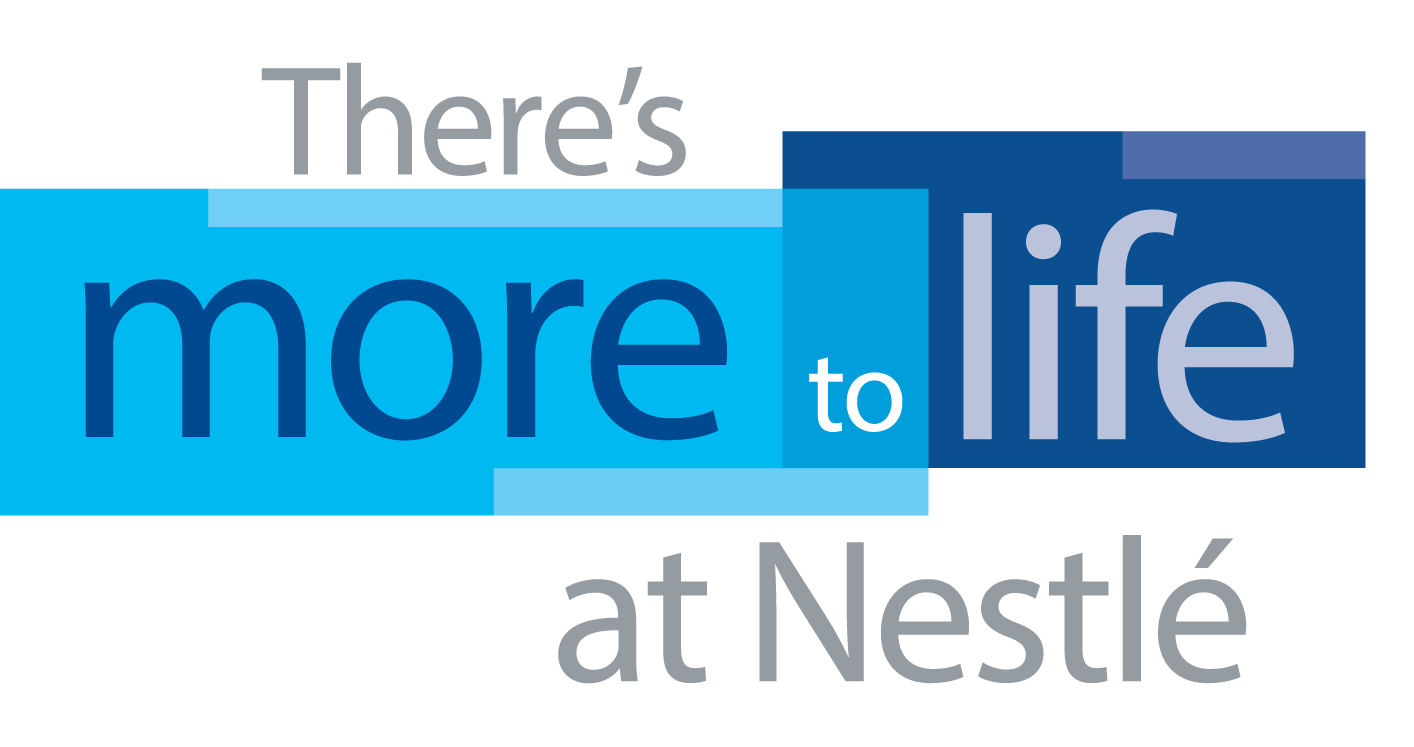 There's
more to life
at Nestlé